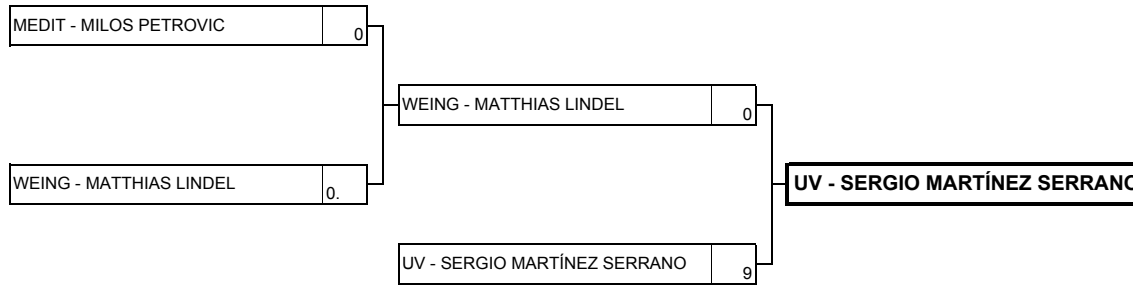 MEDIT - MILOS PETROVIC 0
WEING - MATTHIAS LINDEL 0
WEING - MATTHIAS LINDEL 0.
UV - SERGIO MARTÍNEZ SERRANO
UV - SERGIO MARTÍNEZ SERRANO 9